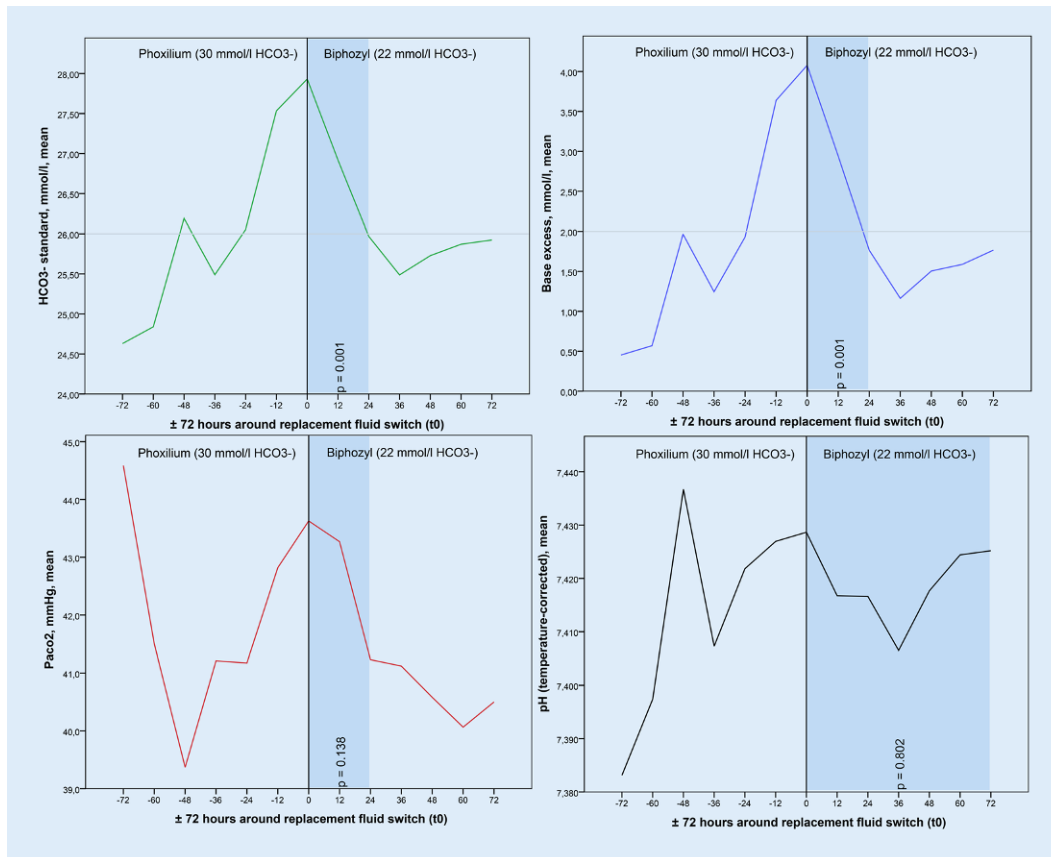 Phoxilium (30 mmol/l HCO3-) Biphozyl (22 mmol/l HCO3-)
HCO3- standard, mmol/l, mean
28,00
27,50
27,00
26,50
26,00
25,50
25,00
24,50
24,00
p = 0.001
-72 -60 -48 -36 -24 -12 0 12 24 36 48 60 72
± 72 hours around replacement fluid switch (t0)
Phoxilium (30 mmol/l HCO3-) Biphozyl (22 mmol/l HCO3-)
Base excess, mmol/l, mean
4,00
3,50
3,00
2,50
2,00
1,50
1,00
0,50
0,00
p = 0.001
-72 -60 -48 -36 -24 -12 0 12 24 36 48 60 72
± 72 hours around replacement fluid switch (t0)
Phoxilium (30 mmol/l HCO3-) Biphozyl (22 mmol/l HCO3-)
Paco2, mmHg, mean
45,0
44,0
43,0
42,0
41,0
40,0
39,0
p = 0.138
-72 -60 -48 -36 -24 -12 0 12 24 36 48 60 72
± 72 hours around replacement fluid switch (t0)
Phoxilium (30 mmol/l HCO3-) Biphozyl (22 mmol/l HCO3-)
pH (temperature-corrected), mean
7,440
7,430
7,420
7,410
7,400
7,390
7,380
p = 0.802
-72 -60 -48 -36 -24 -12 0 12 24 36 48 60 72
± 72 hours around replacement fluid switch (t0)